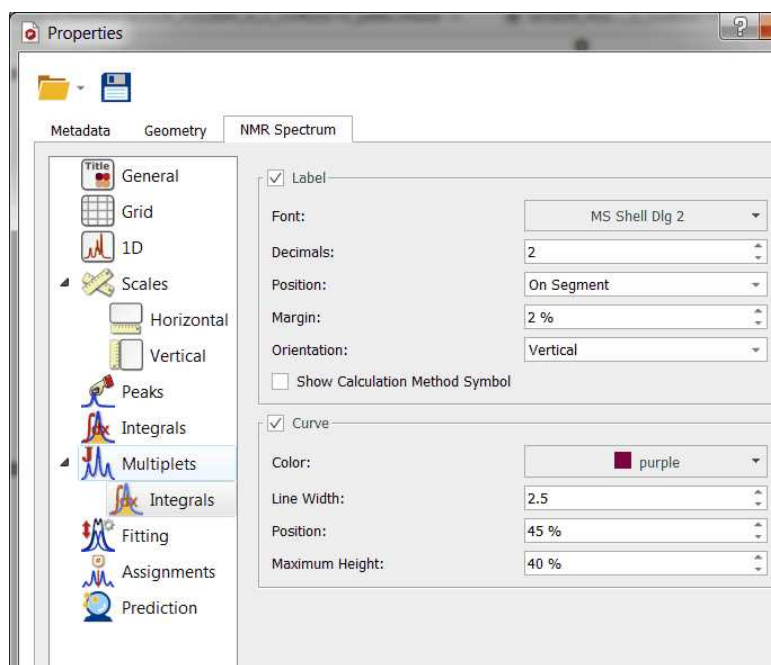 Properties
Metadata Geometry NMR Spectrum
Title
General
Grid
1D
Scales
Horizontal
Vertical
Peaks
Integrals
Multiplets
Integrals
Fitting
Assignments
Prediction
Label
Font: MS Shell Dlg 2
Decimals: 2
Position: On Segment
Margin: 2 %
Orientation: Vertical
Show Calculation Method Symbol
Curve
Color: purple
Line Width: 2.5
Position: 45 %
Maximum Height: 40 %